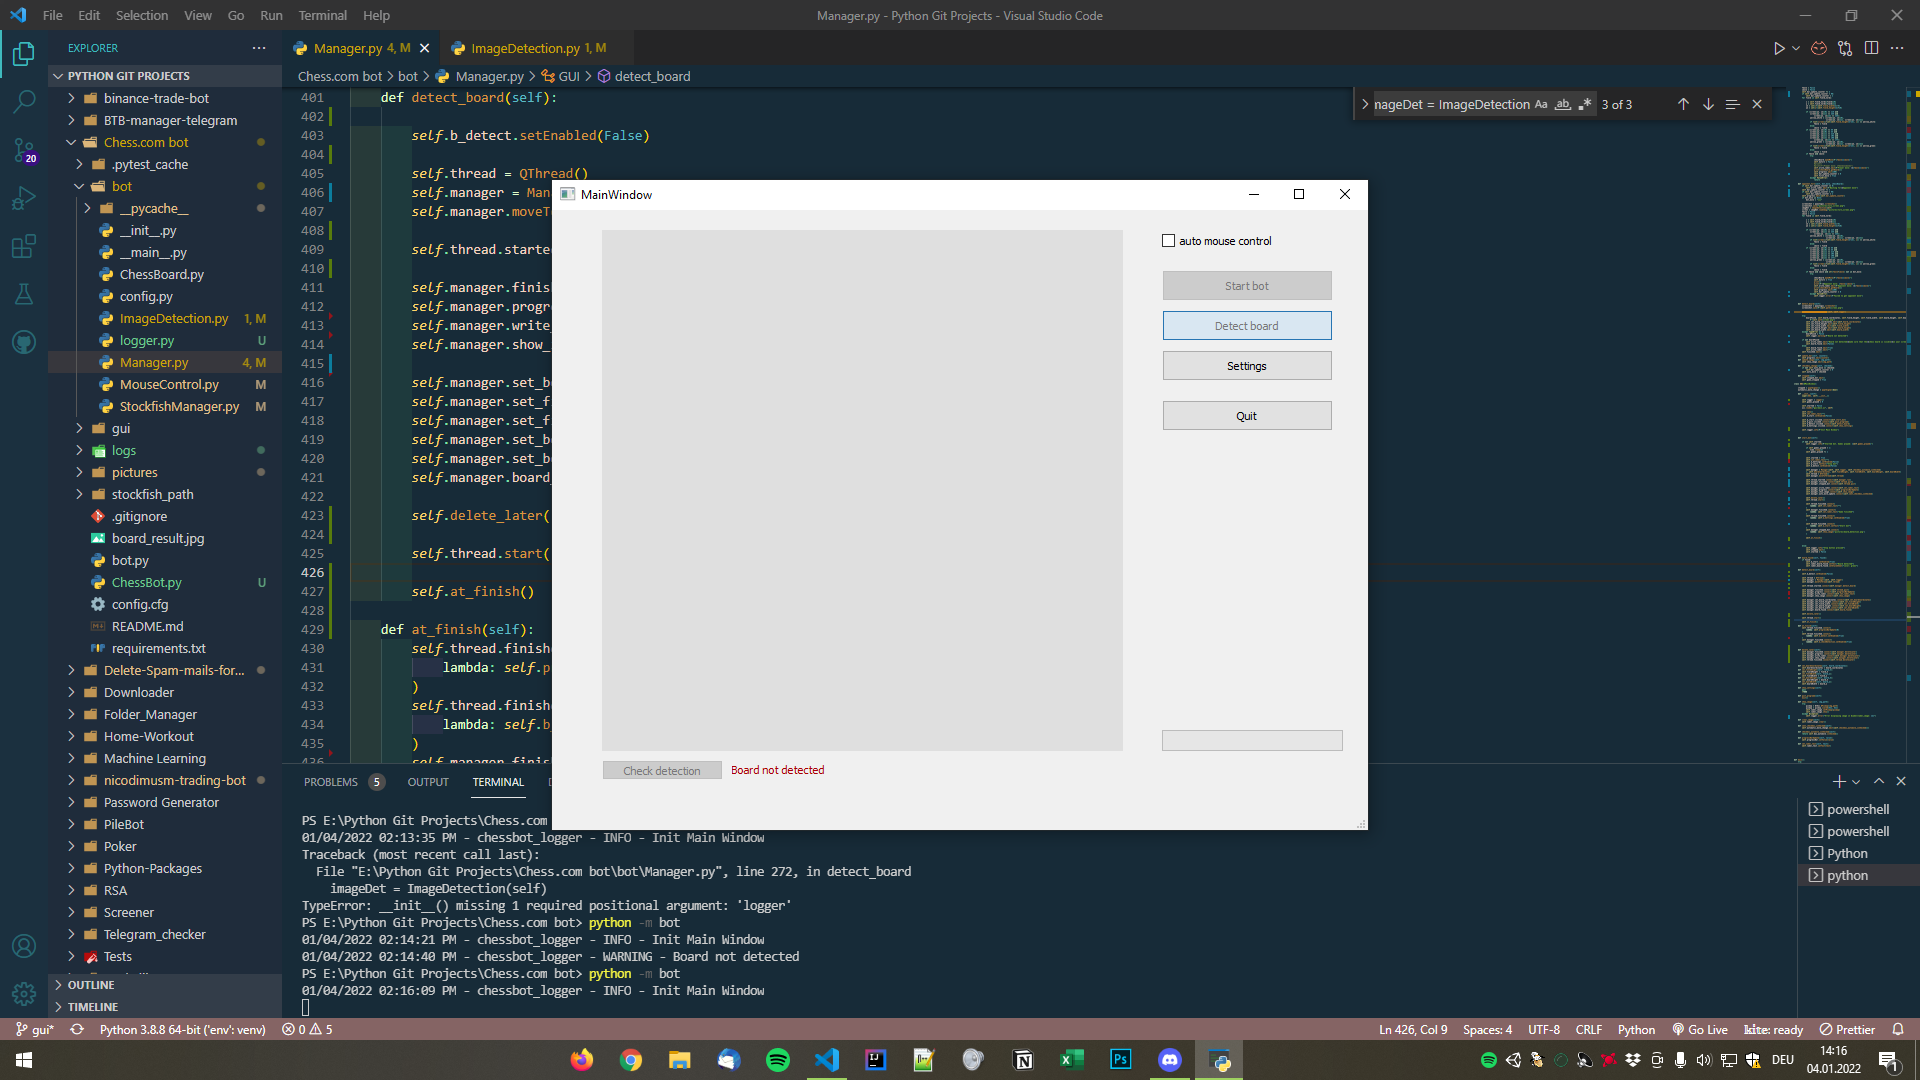 File Edit Selection View Go Run Terminal Help
Manager.py - Python Git Projects - Visual Studio Code
EXPLORER
PYTHON GIT PROJECTS
binance-trade-bot
BTB-manager-telegram
Chess.com bot
.pytest_cache
bot
__pycache__
__init__.py
__main__.py
ChessBoard.py
config.py
ImageDetection.py 1, M
logger.py U
Manager.py 4, M
MouseControl.py M
StockfishManager.py M
gui
logs
pictures
stockfish_path
.gitignore
board_result.jpg
bot.py
ChessBot.py U
config.cfg
README.md
requirements.txt
Delete-Spam-mails-for...
Downloader
Folder_Manager
Home-Workout
Machine Learning
nicodimusm-trading-bot
Password Generator
PileBot
Poker
Python-Packages
RSA
Screener
Telegram_checker
Tests
OUTLINE
TIMELINE
20
Manager.py 4, M
ImageDetection.py 1, M
Chess.com bot > bot > Manager.py > GUI > detect_board
mageDet = ImageDetection Aa ab 3 of 3
401 def detect_board(self):
402
403 self.b_detect.setEnabled(False)
404
405 self.thread = QThread()
406 self.manager = Man
407 self.manager.moveT
408
409 self.thread.starte
410
411 self.manager.finis
412 self.manager.progr
413 self.manager.write_
414 self.manager.show_
415
416 self.manager.set_b
417 self.manager.set_f
418 self.manager.set_f
419 self.manager.set_b
420 self.manager.set_b
421 self.manager.board_
422
423 self.delete_later(
424
425 self.thread.start(
426
427 self.at_finish()
428
429 def at_finish(self):
430 self.thread.finish
431 lambda: self.p
432 )
433 self.thread.finish
434 lambda: self.b
435 )
MainWindow
auto mouse control
Start bot
Detect board
Settings
Quit
Check detection
Board not detected
PROBLEMS 5 OUTPUT TERMINAL
PS E:\Python Git Projects\Chess.com
01/04/2022 02:13:35 PM - chessbot_logger - INFO - Init Main Window
Traceback (most recent call last):
File "E:\Python Git Projects\Chess.com bot\bot\Manager.py", line 272, in detect_board
imageDet = ImageDetection(self)
TypeError: __init__() missing 1 required positional argument: 'logger'
PS E:\Python Git Projects\Chess.com bot> python -m bot
01/04/2022 02:14:21 PM - chessbot_logger - INFO - Init Main Window
01/04/2022 02:14:40 PM - chessbot_logger - WARNING - Board not detected
PS E:\Python Git Projects\Chess.com bot> python -m bot
01/04/2022 02:16:09 PM - chessbot_logger - INFO - Init Main Window
powershell
powershell
Python
python
gui* Python 3.8.8 64-bit ('env': venv) 0 5
Ln 426, Col 9 Spaces: 4 UTF-8 CRLF Python Go Live kite: ready Prettier
DEU
14:16
04.01.2022
1